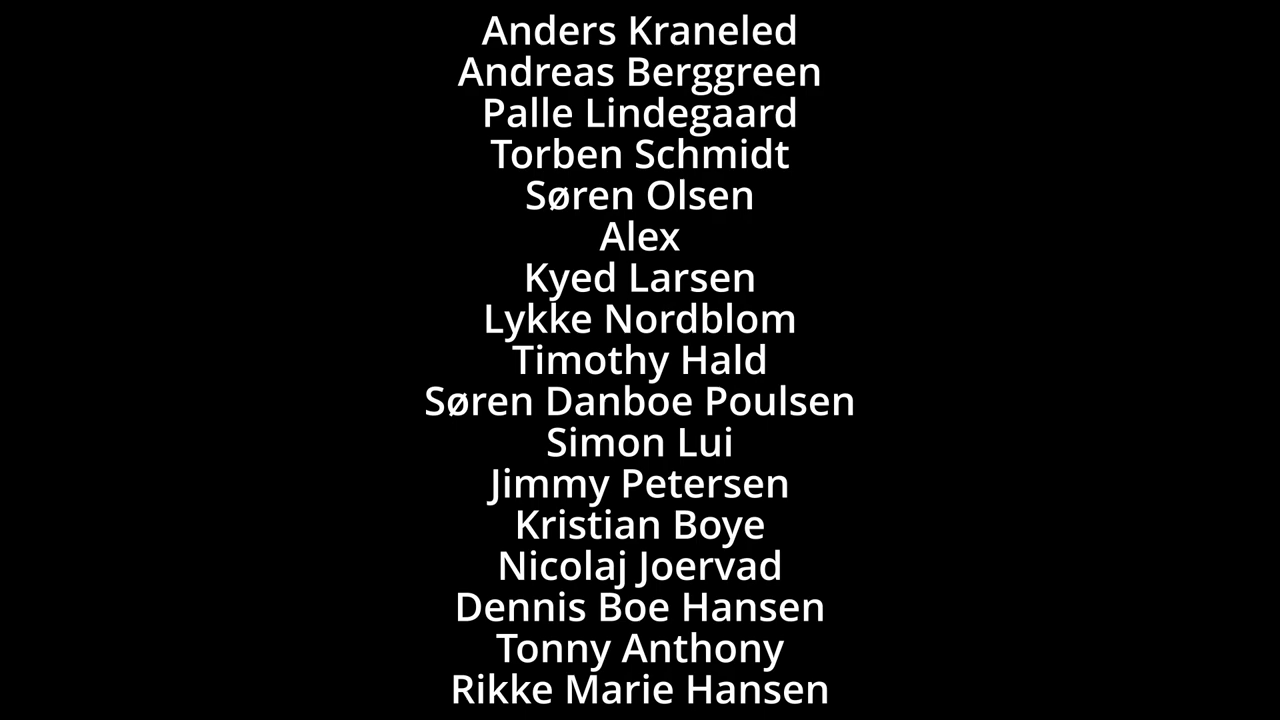 Anders Kraneled
Andreas Berggreen
Palle Lindegaard
Torben Schmidt
Søren Olsen
Alex
Kyed Larsen
Lykke Nordblom
Timothy Hald
Søren Danboe Poulsen
Simon Lui
Jimmy Petersen
Kristian Boye
Nicolaj Joervad
Dennis Boe Hansen
Tonny Anthony
Rikke Marie Hansen